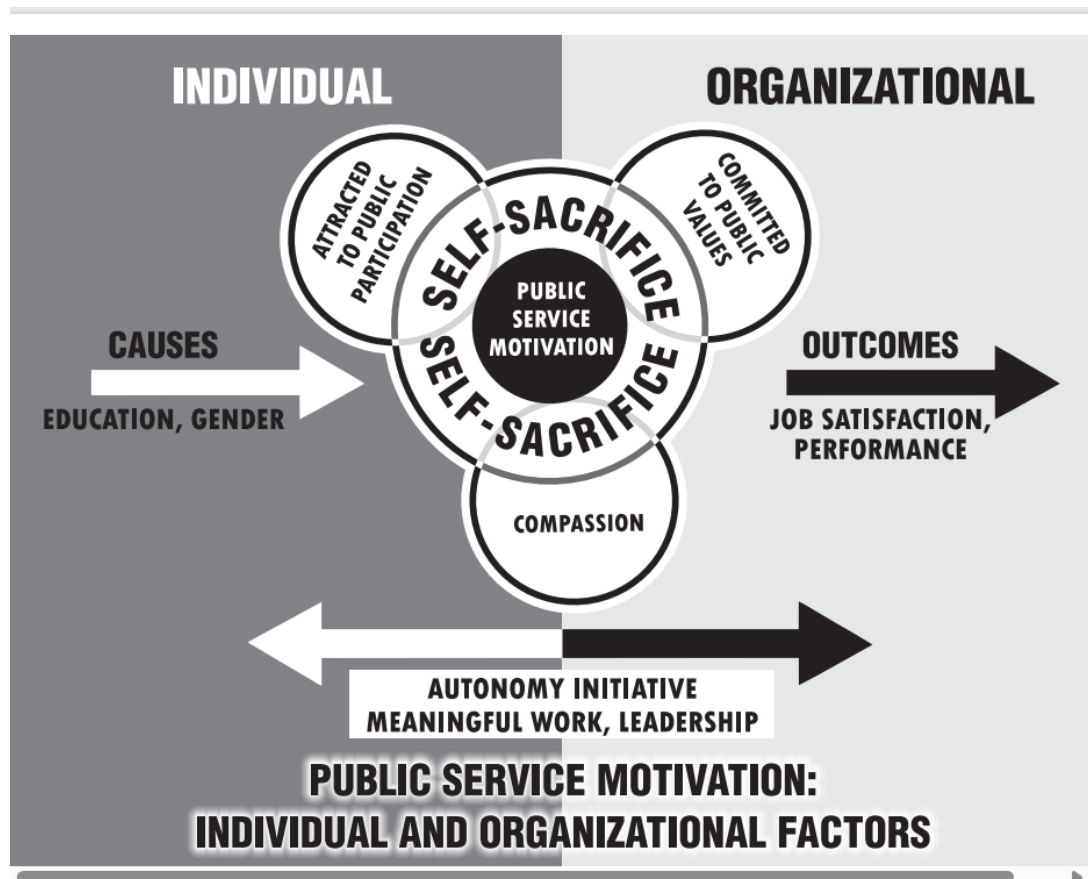 INDIVIDUAL
ORGANIZATIONAL
ATTRACTED
TO PUBLIC
PARTICIPATION
COMMITTED
TO PUBLIC
VALUES
SELF-SACRIFICE
PUBLIC
SERVICE
MOTIVATION
SELF-SACRIFICE
CAUSES
EDUCATION, GENDER
OUTCOMES
JOB SATISFACTION,
PERFORMANCE
COMPASSION
AUTONOMY INITIATIVE
MEANINGFUL WORK, LEADERSHIP
PUBLIC SERVICE MOTIVATION:
INDIVIDUAL AND ORGANIZATIONAL FACTORS